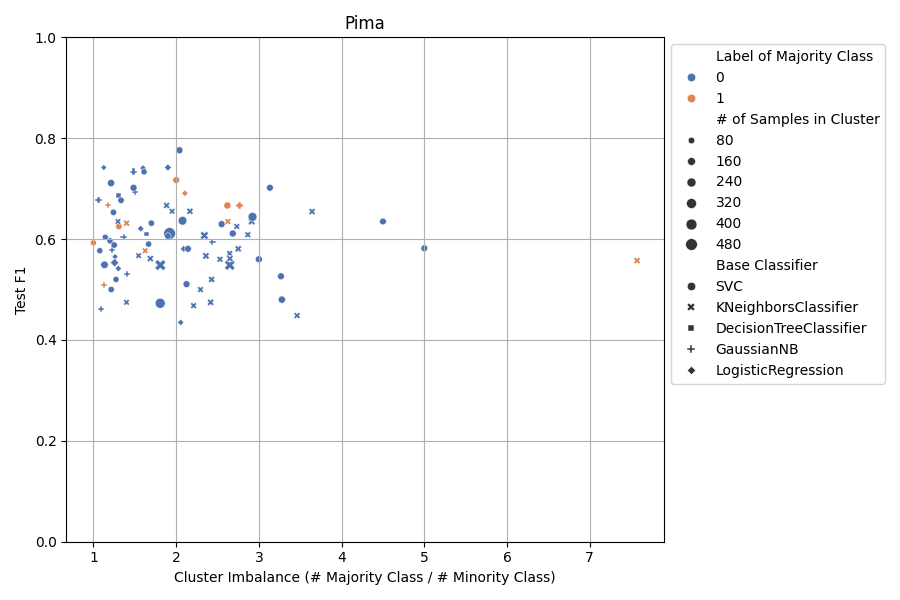 Pima
1.0
0.8
0.6
0.4
0.2
0.0
Test F1
1 2 3 4 5 6 7
Cluster Imbalance (# Majority Class / # Minority Class)
Label of Majority Class
0
1
# of Samples in Cluster
80
160
240
320
400
480
Base Classifier
SVC
KNeighborsClassifier
DecisionTreeClassifier
GaussianNB
LogisticRegression